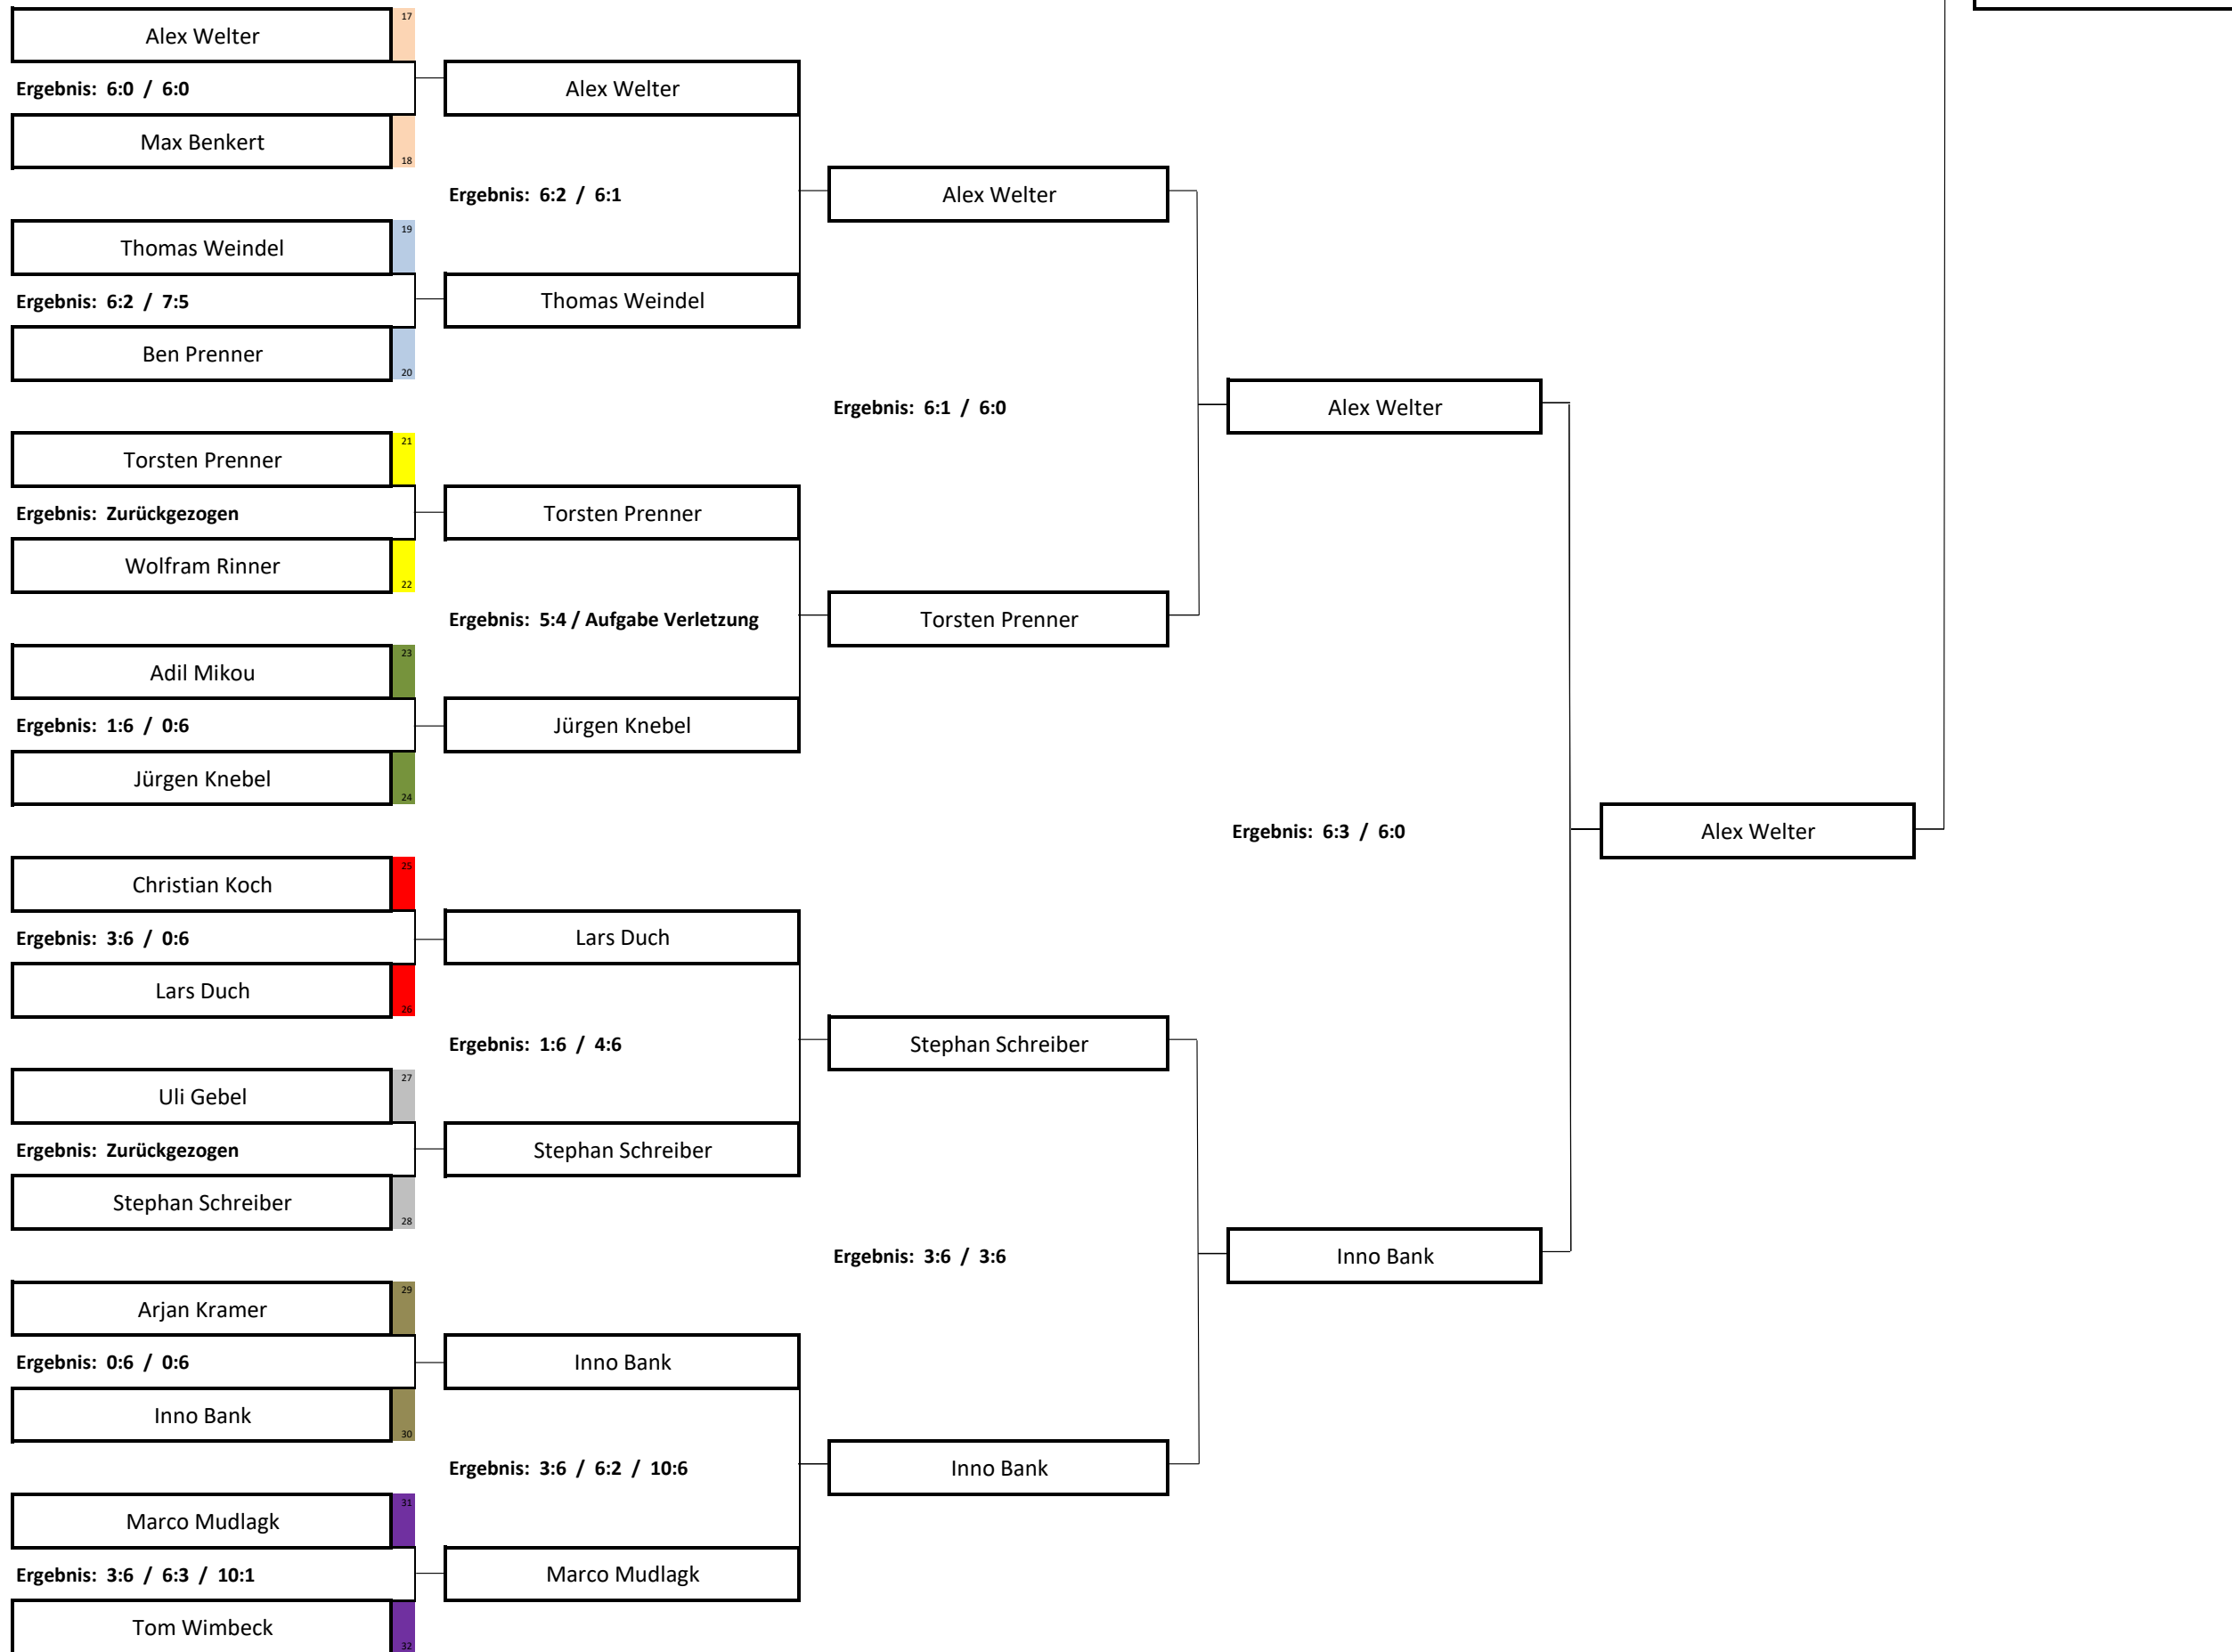 17
Alex Welter
Ergebnis: 6:0 / 6:0
Alex Welter
Max Benkert
18
Ergebnis: 6:2 / 6:1
Alex Welter
19
Thomas Weindel
Ergebnis: 6:2 / 7:5
Thomas Weindel
Ben Prenner
20
Ergebnis: 6:1 / 6:0
Alex Welter
21
Torsten Prenner
Ergebnis: Zurückgezogen
Torsten Prenner
Wolfram Rinner
22
Ergebnis: 5:4 / Aufgabe Verletzung
Torsten Prenner
23
Adil Mikou
Ergebnis: 1:6 / 0:6
Jürgen Knebel
Jürgen Knebel
24
Ergebnis: 6:3 / 6:0
Alex Welter
25
Christian Koch
Ergebnis: 3:6 / 0:6
Lars Duch
Lars Duch
26
Ergebnis: 1:6 / 4:6
Stephan Schreiber
27
Uli Gebel
Ergebnis: Zurückgezogen
Stephan Schreiber
Stephan Schreiber
28
Ergebnis: 3:6 / 3:6
Inno Bank
29
Arjan Kramer
Ergebnis: 0:6 / 0:6
Inno Bank
Inno Bank
30
Ergebnis: 3:6 / 6:2 / 10:6
Inno Bank
31
Marco Mudlagk
Ergebnis: 3:6 / 6:3 / 10:1
Marco Mudlagk
Tom Wimbeck
32